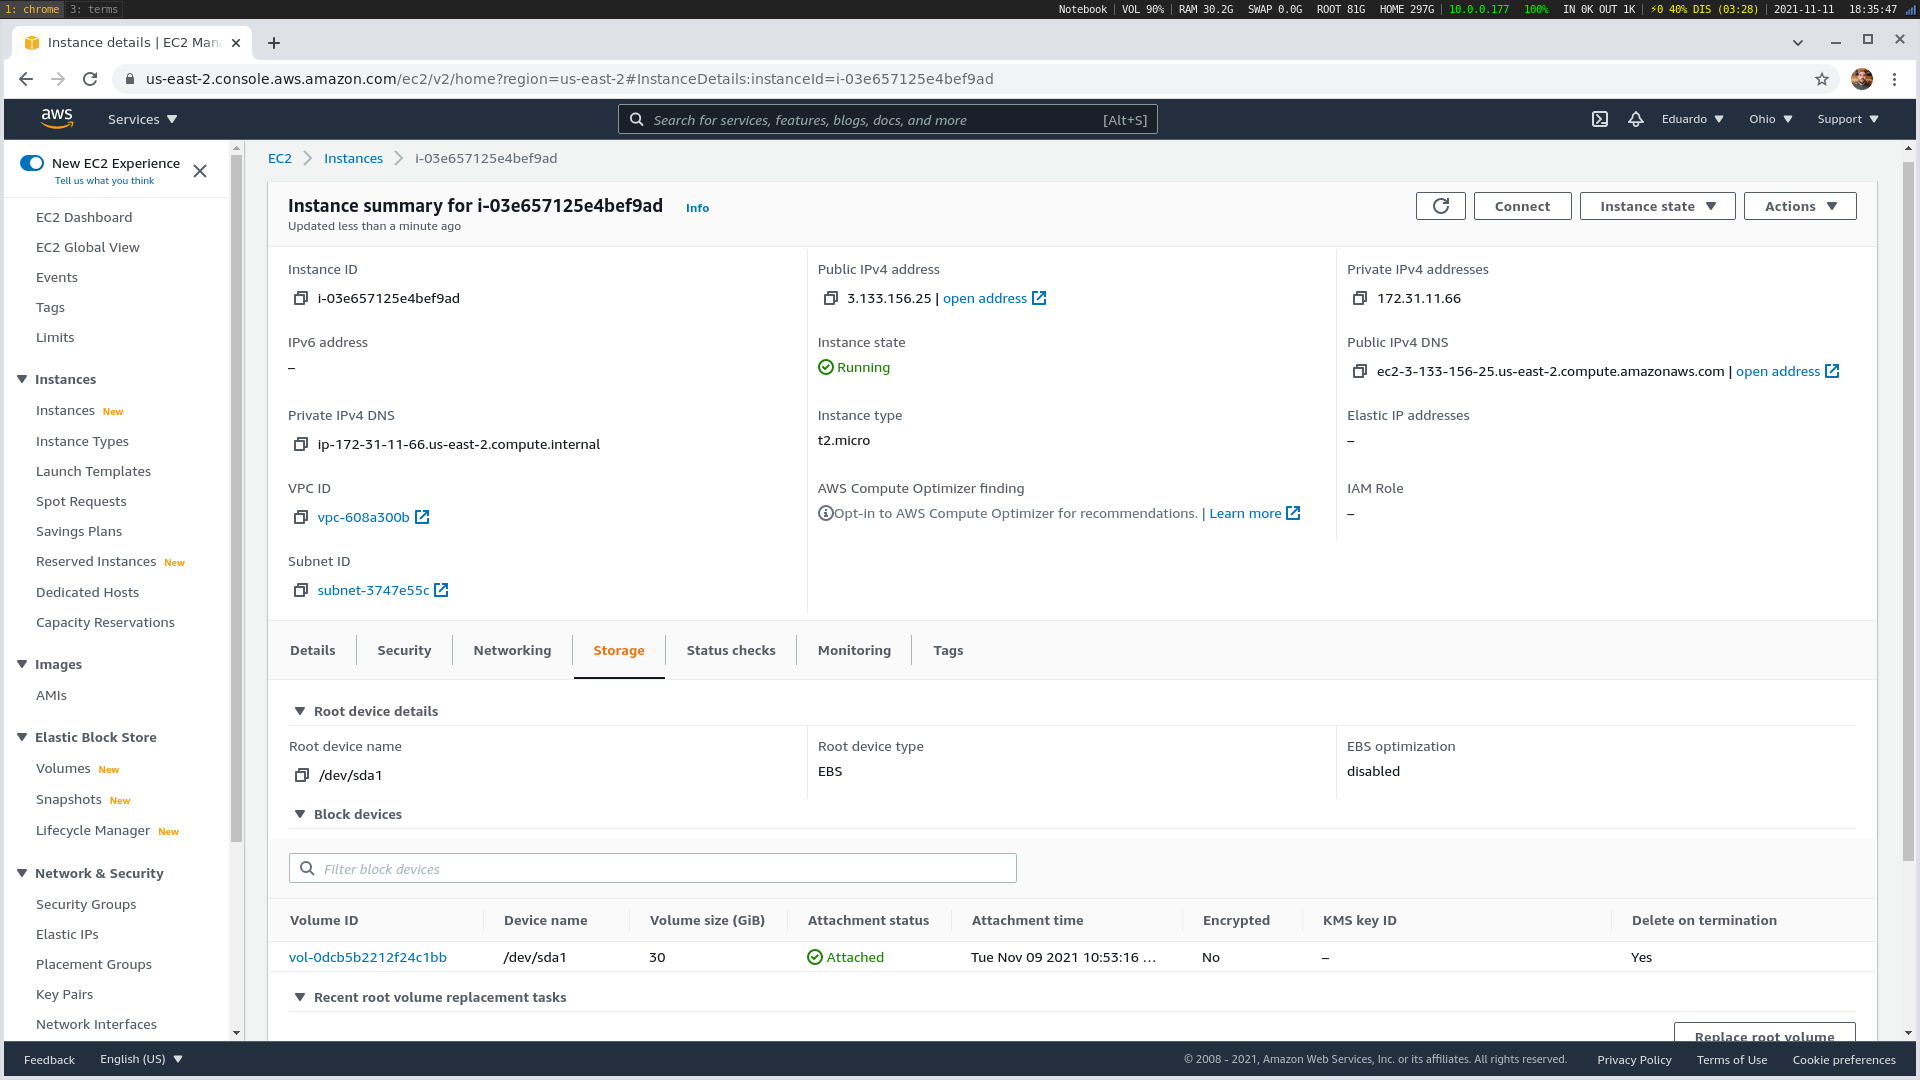 1: chrome 3: terms Notebook | VOL 90% | RAM 30.2G SWAP 0.0G ROOT 81G HOME 297G | 10.0.0.177 100% | IN 0K OUT 1K | ⚡0 40% DIS (03:28) | 2021-11-11 18:35:47
Instance details | EC2 Man
us-east-2.console.aws.amazon.com/ec2/v2/home?region=us-east-2#InstanceDetails:instanceId=i-03e657125e4bef9ad
aws Services Search for services, features, blogs, docs, and more [Alt+S] Eduardo Ohio Support
New EC2 Experience
Tell us what you think
EC2 Dashboard
EC2 Global View
Events
Tags
Limits
Instances
Instances New
Instance Types
Launch Templates
Spot Requests
Savings Plans
Reserved Instances New
Dedicated Hosts
Capacity Reservations
Images
AMIs
Elastic Block Store
Volumes New
Snapshots New
Lifecycle Manager New
Network & Security
Security Groups
Elastic IPs
Placement Groups
Key Pairs
Network Interfaces
EC2 Instances i-03e657125e4bef9ad
Instance summary for i-03e657125e4bef9ad Info
Updated less than a minute ago
Connect Instance state Actions
Instance ID
i-03e657125e4bef9ad
Public IPv4 address
3.133.156.25 | open address
Private IPv4 addresses
172.31.11.66
IPv6 address
–
Instance state
Running
Public IPv4 DNS
ec2-3-133-156-25.us-east-2.compute.amazonaws.com | open address
Private IPv4 DNS
ip-172-31-11-66.us-east-2.compute.internal
Instance type
t2.micro
Elastic IP addresses
–
VPC ID
vpc-608a300b
AWS Compute Optimizer finding
Opt-in to AWS Compute Optimizer for recommendations. | Learn more
IAM Role
–
Subnet ID
subnet-3747e55c
Details Security Networking Storage Status checks Monitoring Tags
Root device details
Root device name
/dev/sda1
Root device type
EBS
EBS optimization
disabled
Block devices
Filter block devices
Volume ID Device name Volume size (GiB) Attachment status Attachment time Encrypted KMS key ID Delete on termination
vol-0dcb5b2212f24c1bb /dev/sda1 30 Attached Tue Nov 09 2021 10:53:16 … No – Yes
Recent root volume replacement tasks
Replace root volume
Feedback English (US) © 2008 - 2021, Amazon Web Services, Inc. or its affiliates. All rights reserved. Privacy Policy Terms of Use Cookie preferences